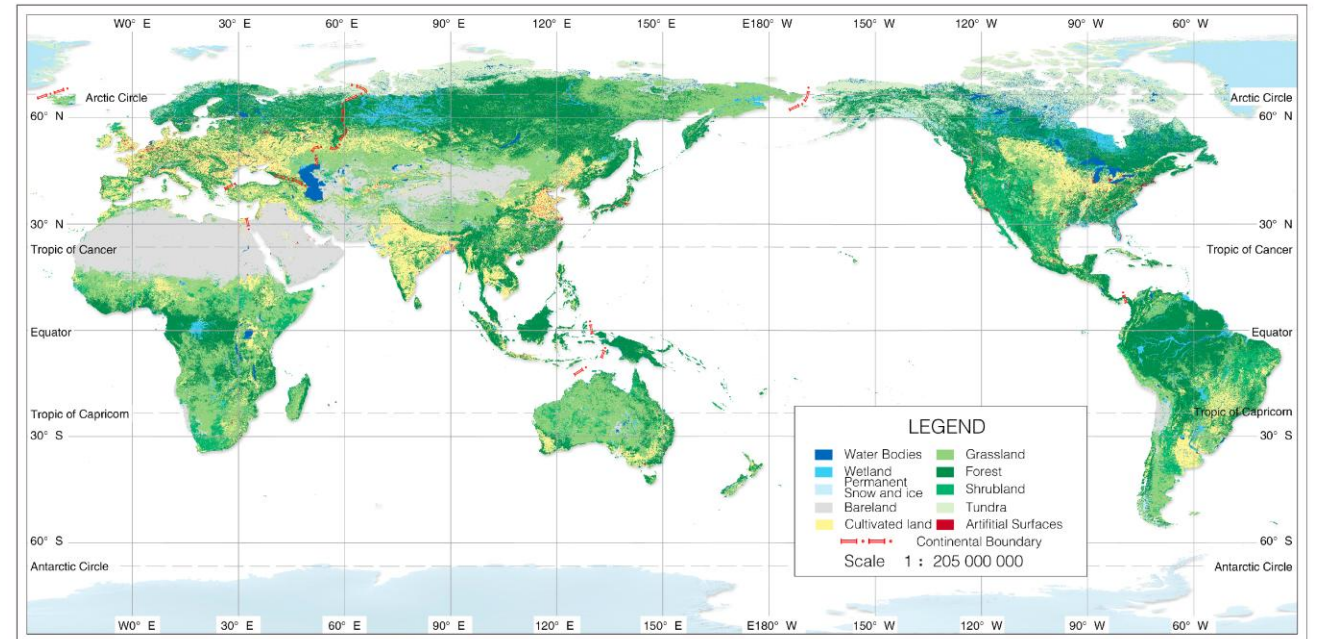 W0° E 30° E 60° E 90° E 120° E 150° E E180° W 150° W 120° W 90° W 60° W
Arctic Circle Arctic Circle
60° N 60° N
30° N 30° N
Tropic of Cancer Tropic of Cancer
Equator Equator
Tropic of Capricorn Tropic of Capricorn
30° S 30° S
LEGEND
Water Bodies Grassland
Wetland Forest
Permanent
Snow and ice Shrubland
Bareland Tundra
Cultivated land Artifitial Surfaces
Continental Boundary
Scale 1 : 205 000 000
60° S 60° S
Antarctic Circle Antarctic Circle
W0° E 30° E 60° E 90° E 120° E 150° E E180° W 150° W 120° W 90° W 60° W